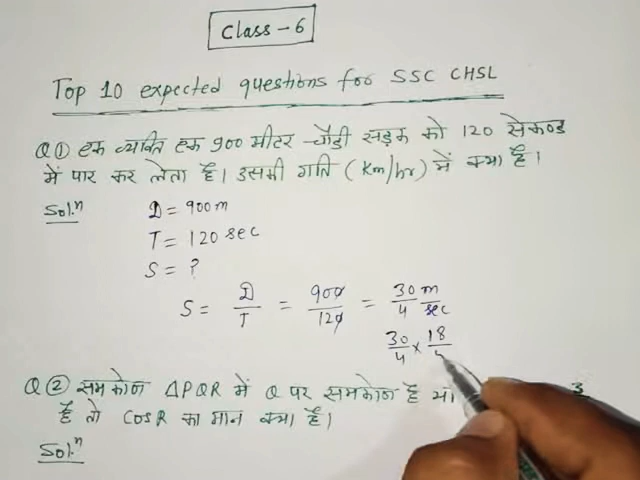 Class-6
Top 10 expected questions for SSC CHSL
Q① एक व्यक्ति एक 900 मीटर चौड़ी सड़क को 120 सेकण्ड
में पार कर लेता है। उसकी गति (km/hr) में क्या है।
Sol.ⁿ
D = 900m
T = 120 sec
S = ?
S = D/T = 900/120 = 30/4 m/sec
30/4 × 18/
Q② समकोण ΔPQR में Q पर समकोण है 3
है तो COSR का मान क्या है।
Sol.ⁿ